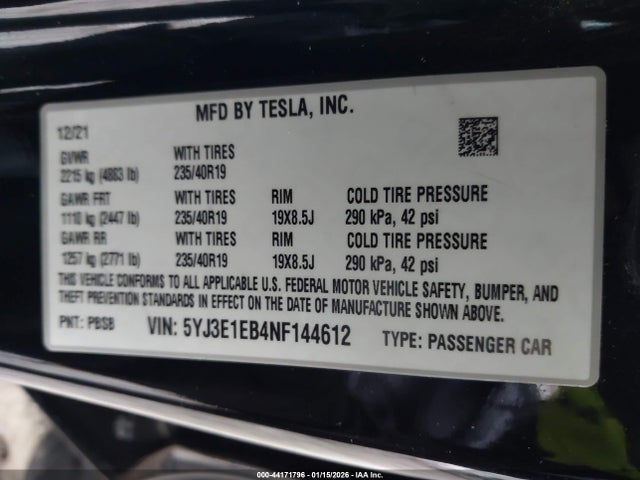 MFD BY TESLA, INC.
12/21
GVWR WITH TIRES
2215 kg (4883 lb) 235/40R19
GAWR FRT WITH TIRES RIM COLD TIRE PRESSURE
1110 kg (2447 lb) 235/40R19 19X8.5J 290 kPa, 42 psi
GAWR RR WITH TIRES RIM COLD TIRE PRESSURE
1257 kg (2771 lb) 235/40R19 19X8.5J 290 kPa, 42 psi
THIS VEHICLE CONFORMS TO ALL APPLICABLE U.S. FEDERAL MOTOR VEHICLE SAFETY, BUMPER, AND
THEFT PREVENTION STANDARDS IN EFFECT ON THE DATE OF MANUFACTURE SHOWN ABOVE.
PNT: PBSB VIN: 5YJ3E1EB4NF144612 TYPE: PASSENGER CAR
00-44171796 - 01/15/2026 - IAA Inc.